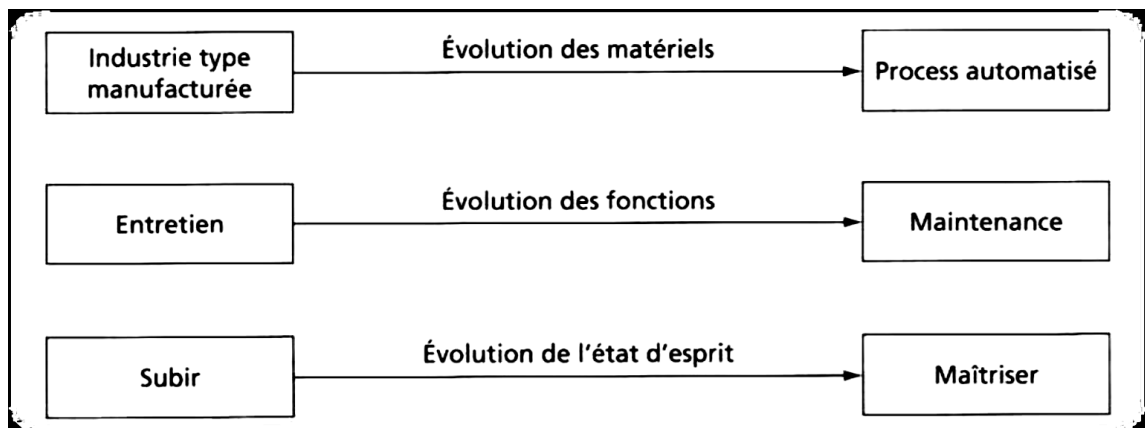 Industrie type
manufacturée
Évolution des matériels
Process automatisé
Entretien
Évolution des fonctions
Maintenance
Subir
Évolution de l'état d'esprit
Maîtriser